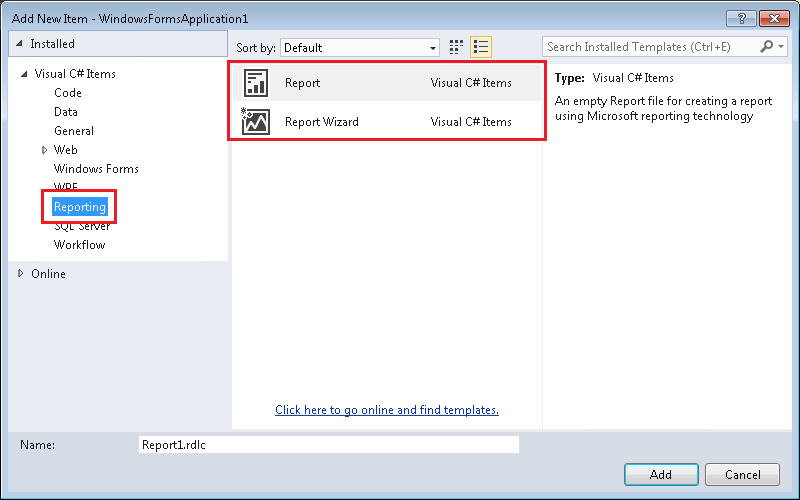 Add New Item - WindowsFormsApplication1
Installed
Sort by: Default
Search Installed Templates (Ctrl+E)
Visual C# Items
Code
Data
General
Web
Windows Forms
WPF
Reporting
SQL Server
Workflow
Online
Report Visual C# Items
Report Wizard Visual C# Items
Click here to go online and find templates.
Type: Visual C# Items
An empty Report file for creating a report
using Microsoft reporting technology
Name: Report1.rdlc
Add Cancel